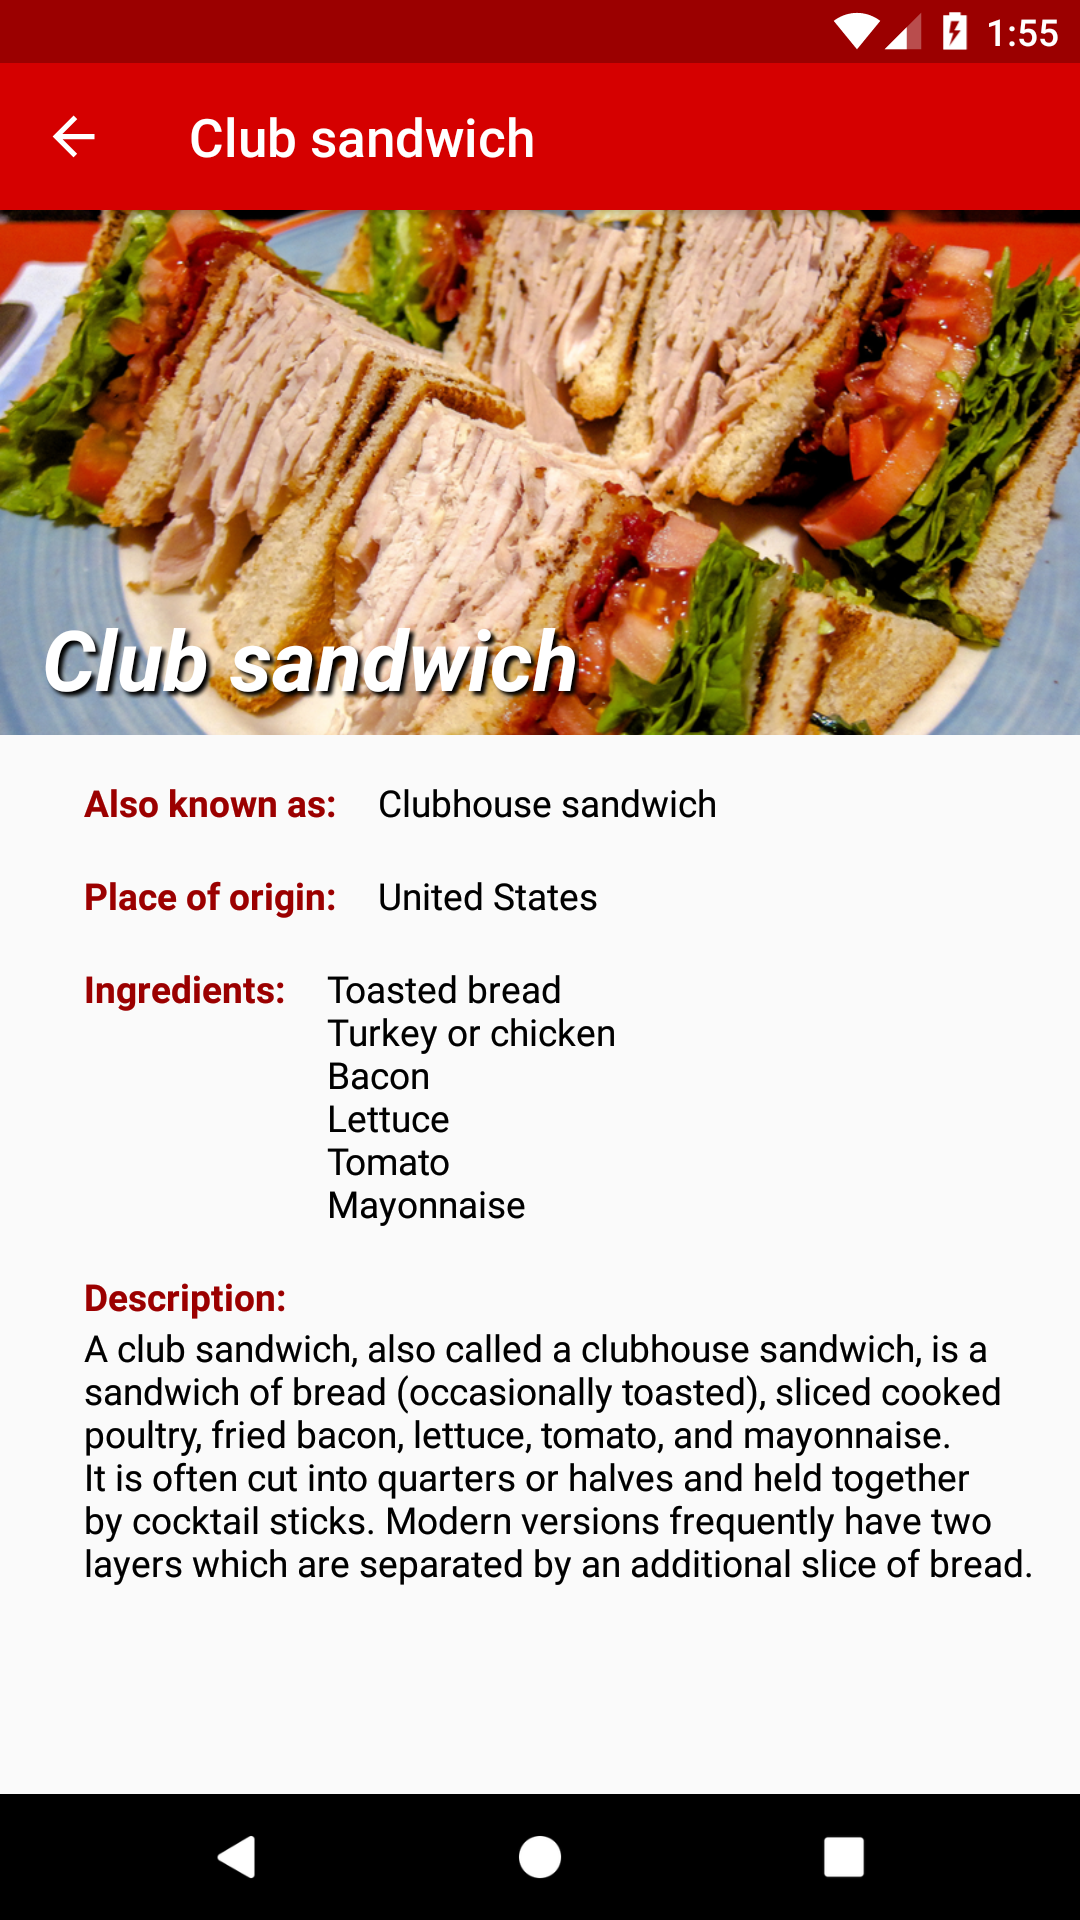 1:55
Club sandwich
Club sandwich
Also known as: Clubhouse sandwich
Place of origin: United States
Ingredients: Toasted bread
Turkey or chicken
Bacon
Lettuce
Tomato
Mayonnaise
Description:
A club sandwich, also called a clubhouse sandwich, is a
sandwich of bread (occasionally toasted), sliced cooked
poultry, fried bacon, lettuce, tomato, and mayonnaise.
It is often cut into quarters or halves and held together
by cocktail sticks. Modern versions frequently have two
layers which are separated by an additional slice of bread.